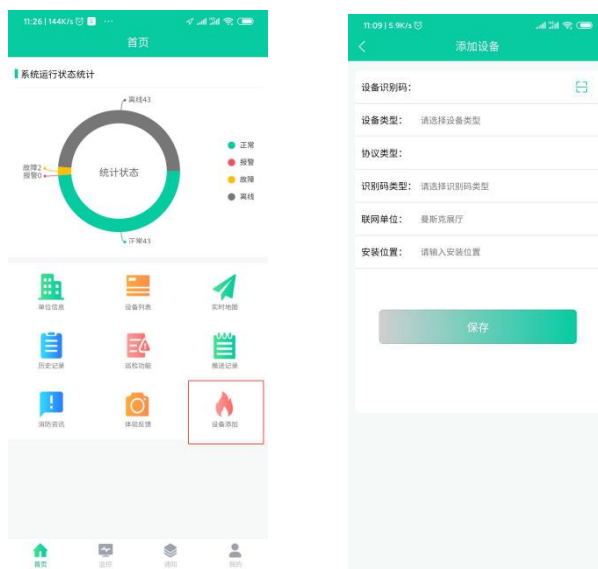 11:26 | 144K/s
首页
系统运行状态统计
离线43
故障2
报警0
统计状态
正常43
正常
报警
故障
离线
单位信息
设备列表
实时地图
历史记录
巡检功能
推送记录
消防资讯
体验反馈
设备添加
首页
监控
通知
我的
11:09 | 5.9K/s
添加设备
设备识别码：
设备类型： 请选择设备类型
协议类型：
识别码类型： 请选择识别码类型
联网单位： 曼斯克展厅
安装位置： 请输入安装位置
保存